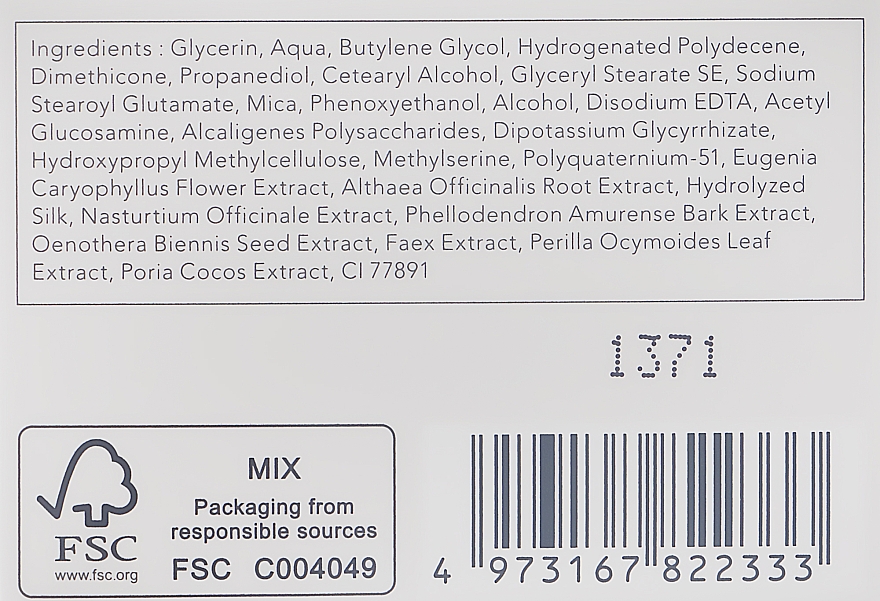 Ingredients : Glycerin, Aqua, Butylene Glycol, Hydrogenated Polydecene,
Dimethicone, Propanediol, Cetearyl Alcohol, Glyceryl Stearate SE, Sodium
Stearoyl Glutamate, Mica, Phenoxyethanol, Alcohol, Disodium EDTA, Acetyl
Glucosamine, Alcaligenes Polysaccharides, Dipotassium Glycyrrhizate,
Hydroxypropyl Methylcellulose, Methylserine, Polyquaternium-51, Eugenia
Caryophyllus Flower Extract, Althaea Officinalis Root Extract, Hydrolyzed
Silk, Nasturtium Officinale Extract, Phellodendron Amurense Bark Extract,
Oenothera Biennis Seed Extract, Faex Extract, Perilla Ocymoides Leaf
Extract, Poria Cocos Extract, CI 77891
1371
MIX
Packaging from
responsible sources
FSC C004049
FSC
www.fsc.org
4 973167 822333